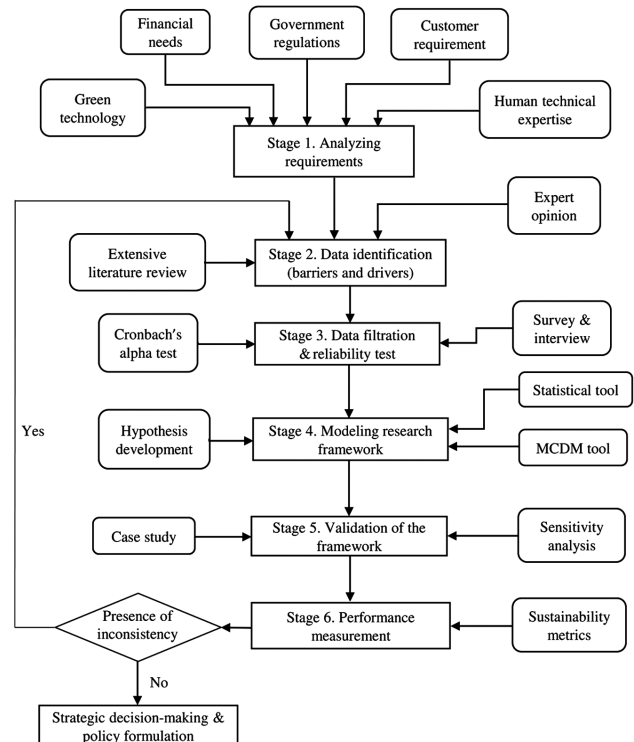 Financial
needs
Government
regulations
Customer
requirement
Green
technology
Human technical
expertise
Stage 1. Analyzing
requirements
Expert
opinion
Extensive
literature review
Stage 2. Data identification
(barriers and drivers)
Cronbach's
alpha test
Stage 3. Data filtration
& reliability test
Survey &
interview
Statistical tool
Yes
Hypothesis
development
Stage 4. Modeling research
framework
MCDM tool
Case study
Stage 5. Validation of the
framework
Sensitivity
analysis
Presence of
inconsistency
Stage 6. Performance
measurement
Sustainability
metrics
No
Strategic decision-making &
policy formulation